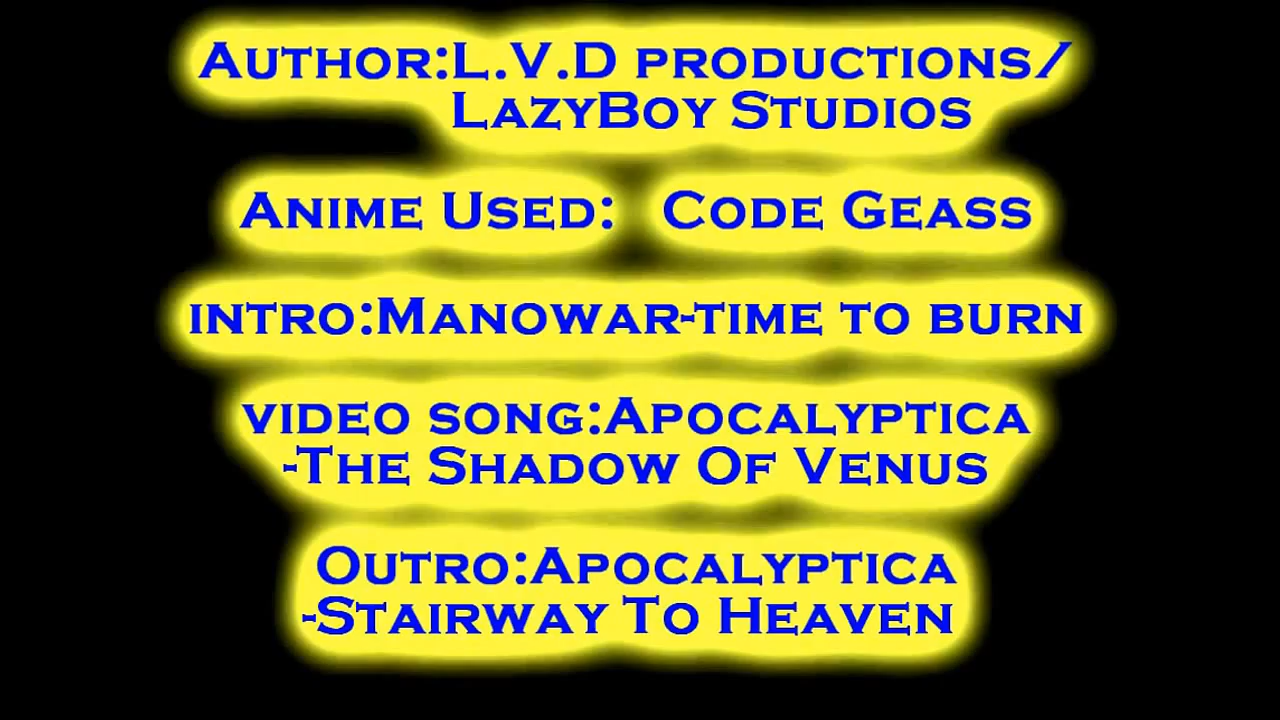 Author:L.V.D productions/
LazyBoy Studios
Anime Used: Code Geass
intro:Manowar-time to burn
video song:Apocalyptica
-The Shadow Of Venus
Outro:Apocalyptica
-Stairway To Heaven